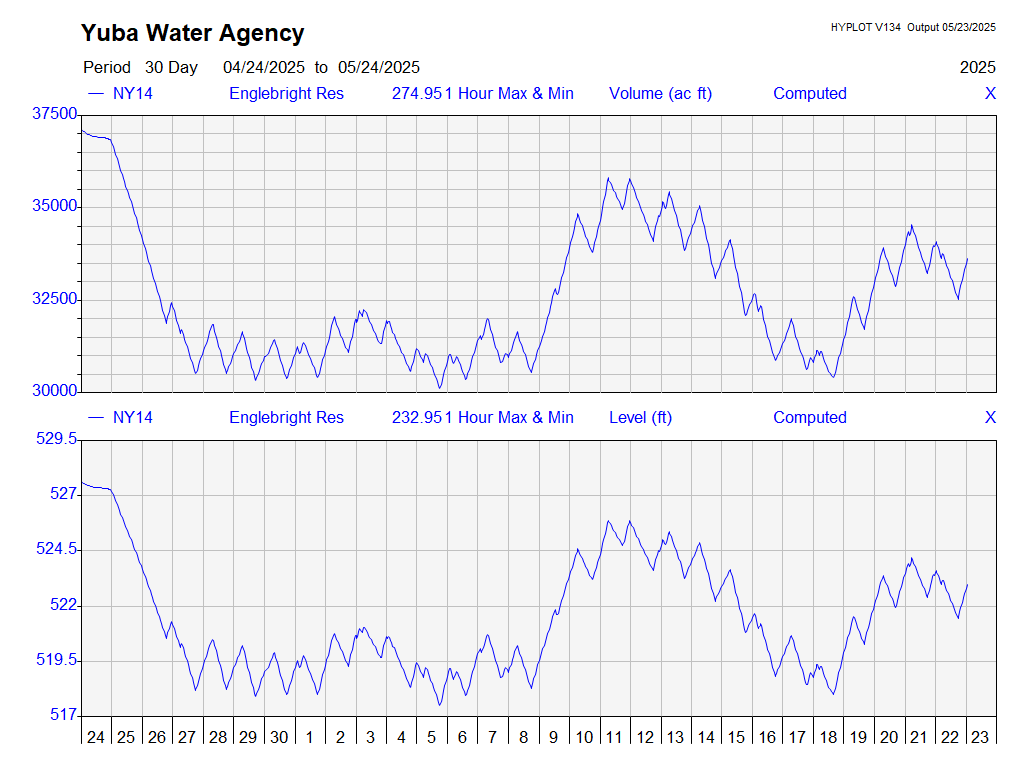 Yuba Water Agency
HYPLOT V134 Output 05/23/2025
Period 30 Day 04/24/2025 to 05/24/2025 2025
— NY14 Englebright Res 274.951 Hour Max & Min Volume (ac ft) Computed X
37500
35000
32500
30000
— NY14 Englebright Res 232.951 Hour Max & Min Level (ft) Computed X
529.5
527
524.5
522
519.5
517
24 25 26 27 28 29 30 1 2 3 4 5 6 7 8 9 10 11 12 13 14 15 16 17 18 19 20 21 22 23